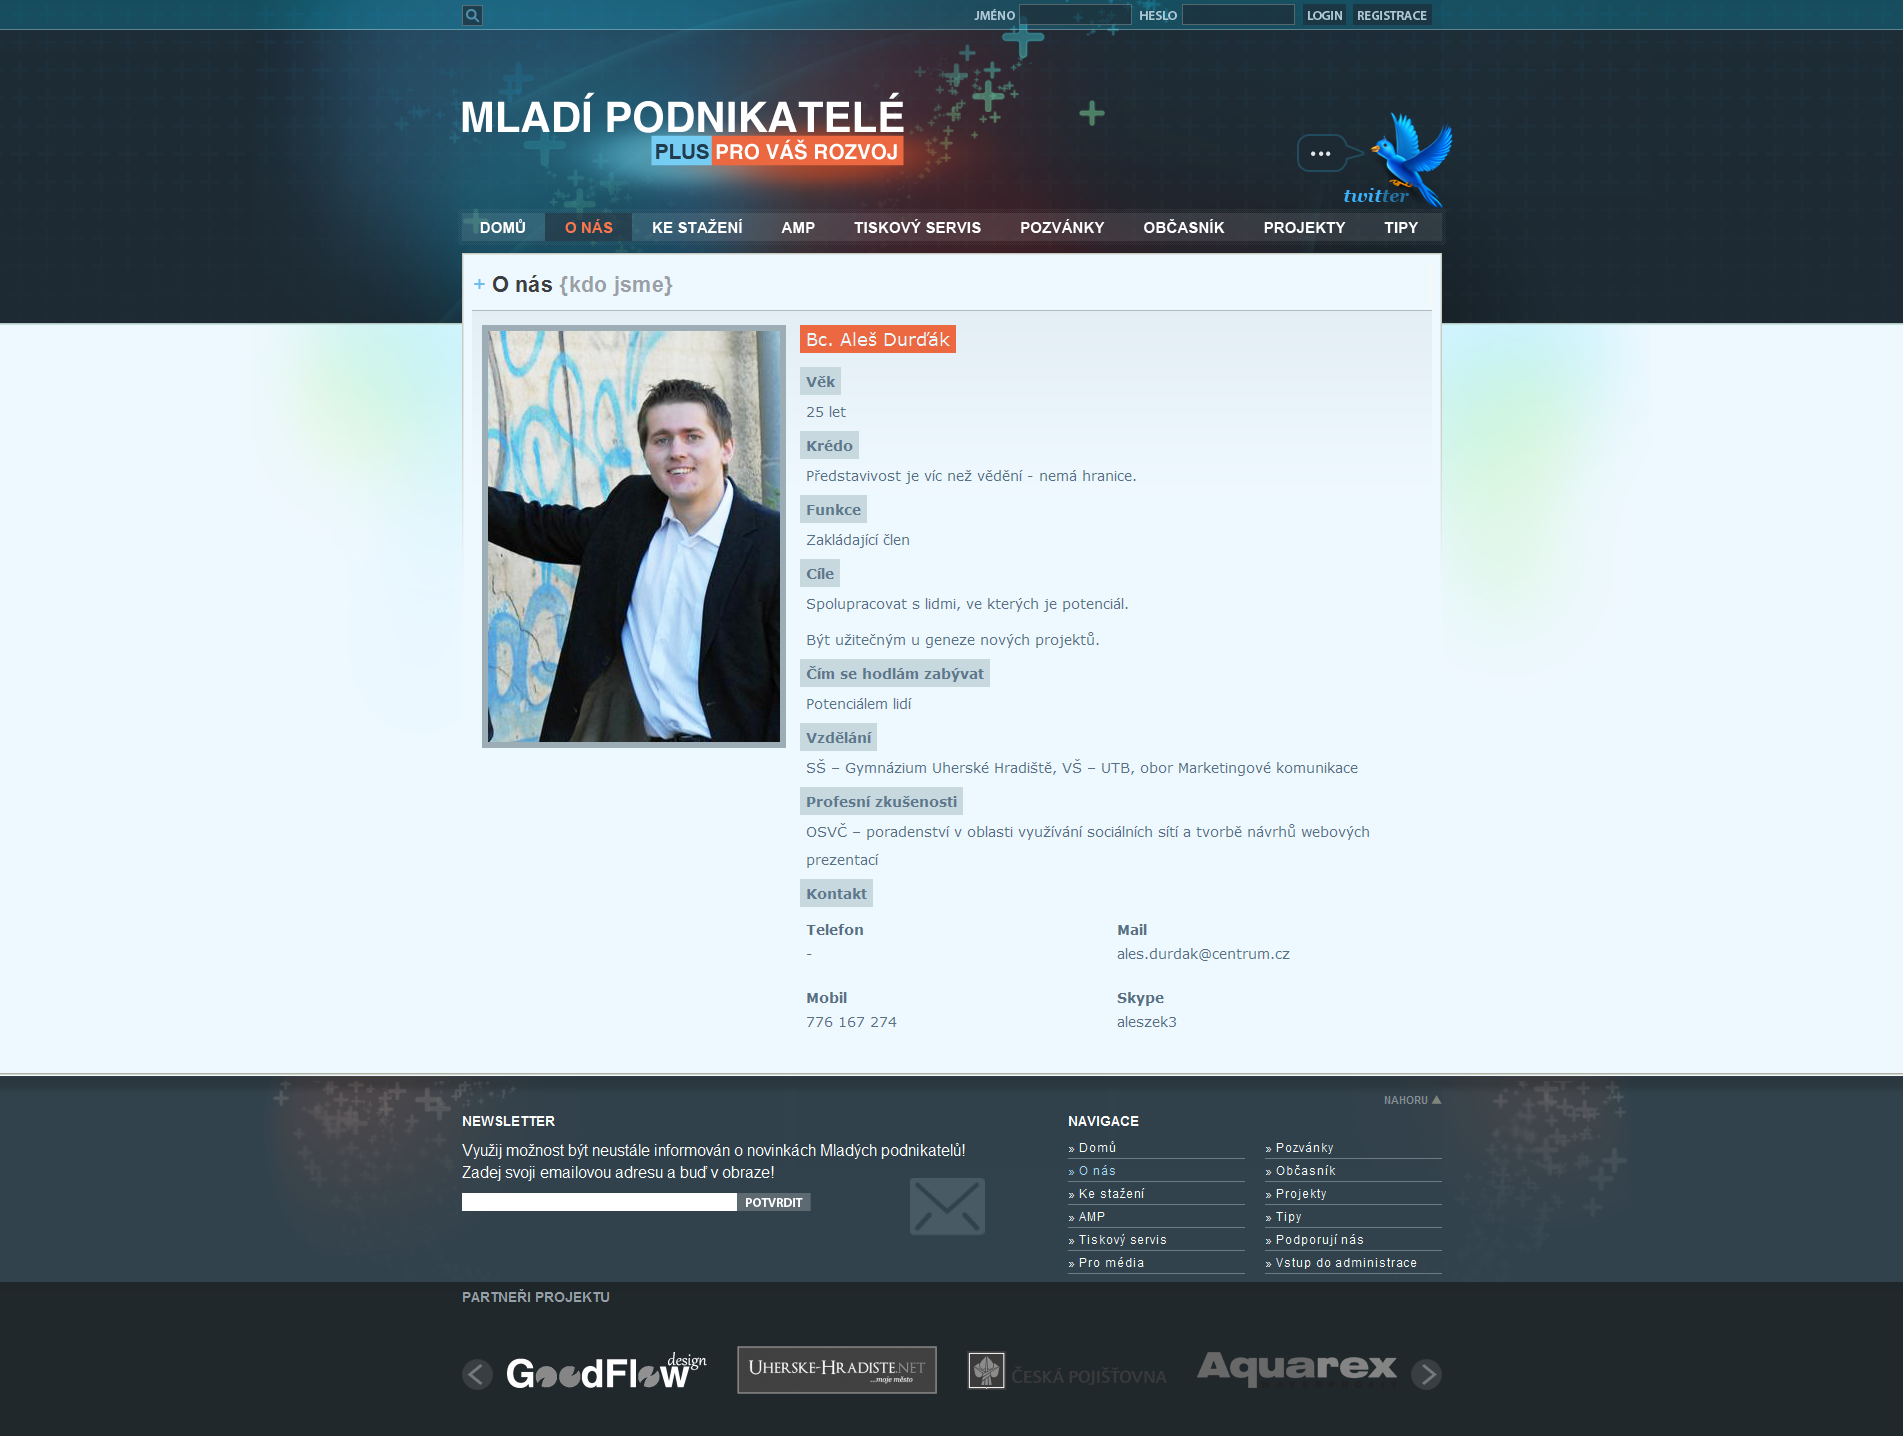 JMÉNO HESLO LOGIN REGISTRACE
MLADÍ PODNIKATELÉ
PLUS PRO VÁŠ ROZVOJ
...
twitter
DOMŮ O NÁS KE STAŽENÍ AMP TISKOVÝ SERVIS POZVÁNKY OBČASNÍK PROJEKTY TIPY
+ O nás {kdo jsme}
Bc. Aleš Durďák
Věk
25 let
Krédo
Představivost je víc než vědění - nemá hranice.
Funkce
Zakládající člen
Cíle
Spolupracovat s lidmi, ve kterých je potenciál.
Být užitečným u geneze nových projektů.
Čím se hodlám zabývat
Potenciálem lidí
Vzdělání
SŠ – Gymnázium Uherské Hradiště, VŠ – UTB, obor Marketingové komunikace
Profesní zkušenosti
OSVČ – poradenství v oblasti využívání sociálních sítí a tvorbě návrhů webových
prezentací
Kontakt
Telefon Mail
- ales.durdak@centrum.cz
Mobil Skype
776 167 274 aleszek3
NAHORU
NEWSLETTER
Využij možnost být neustále informován o novinkách Mladých podnikatelů!
Zadej svoji emailovou adresu a buď v obraze!
POTVRDIT
NAVIGACE
» Domů » Pozvánky
» O nás » Občasník
» Ke stažení » Projekty
» AMP » Tipy
» Tiskový servis » Podporují nás
» Pro média » Vstup do administrace
PARTNEŘI PROJEKTU
GoodFlow design
UHERSKE-HRADISTE.NET
...moje město
ČESKÁ POJIŠŤOVNA
Aquarex